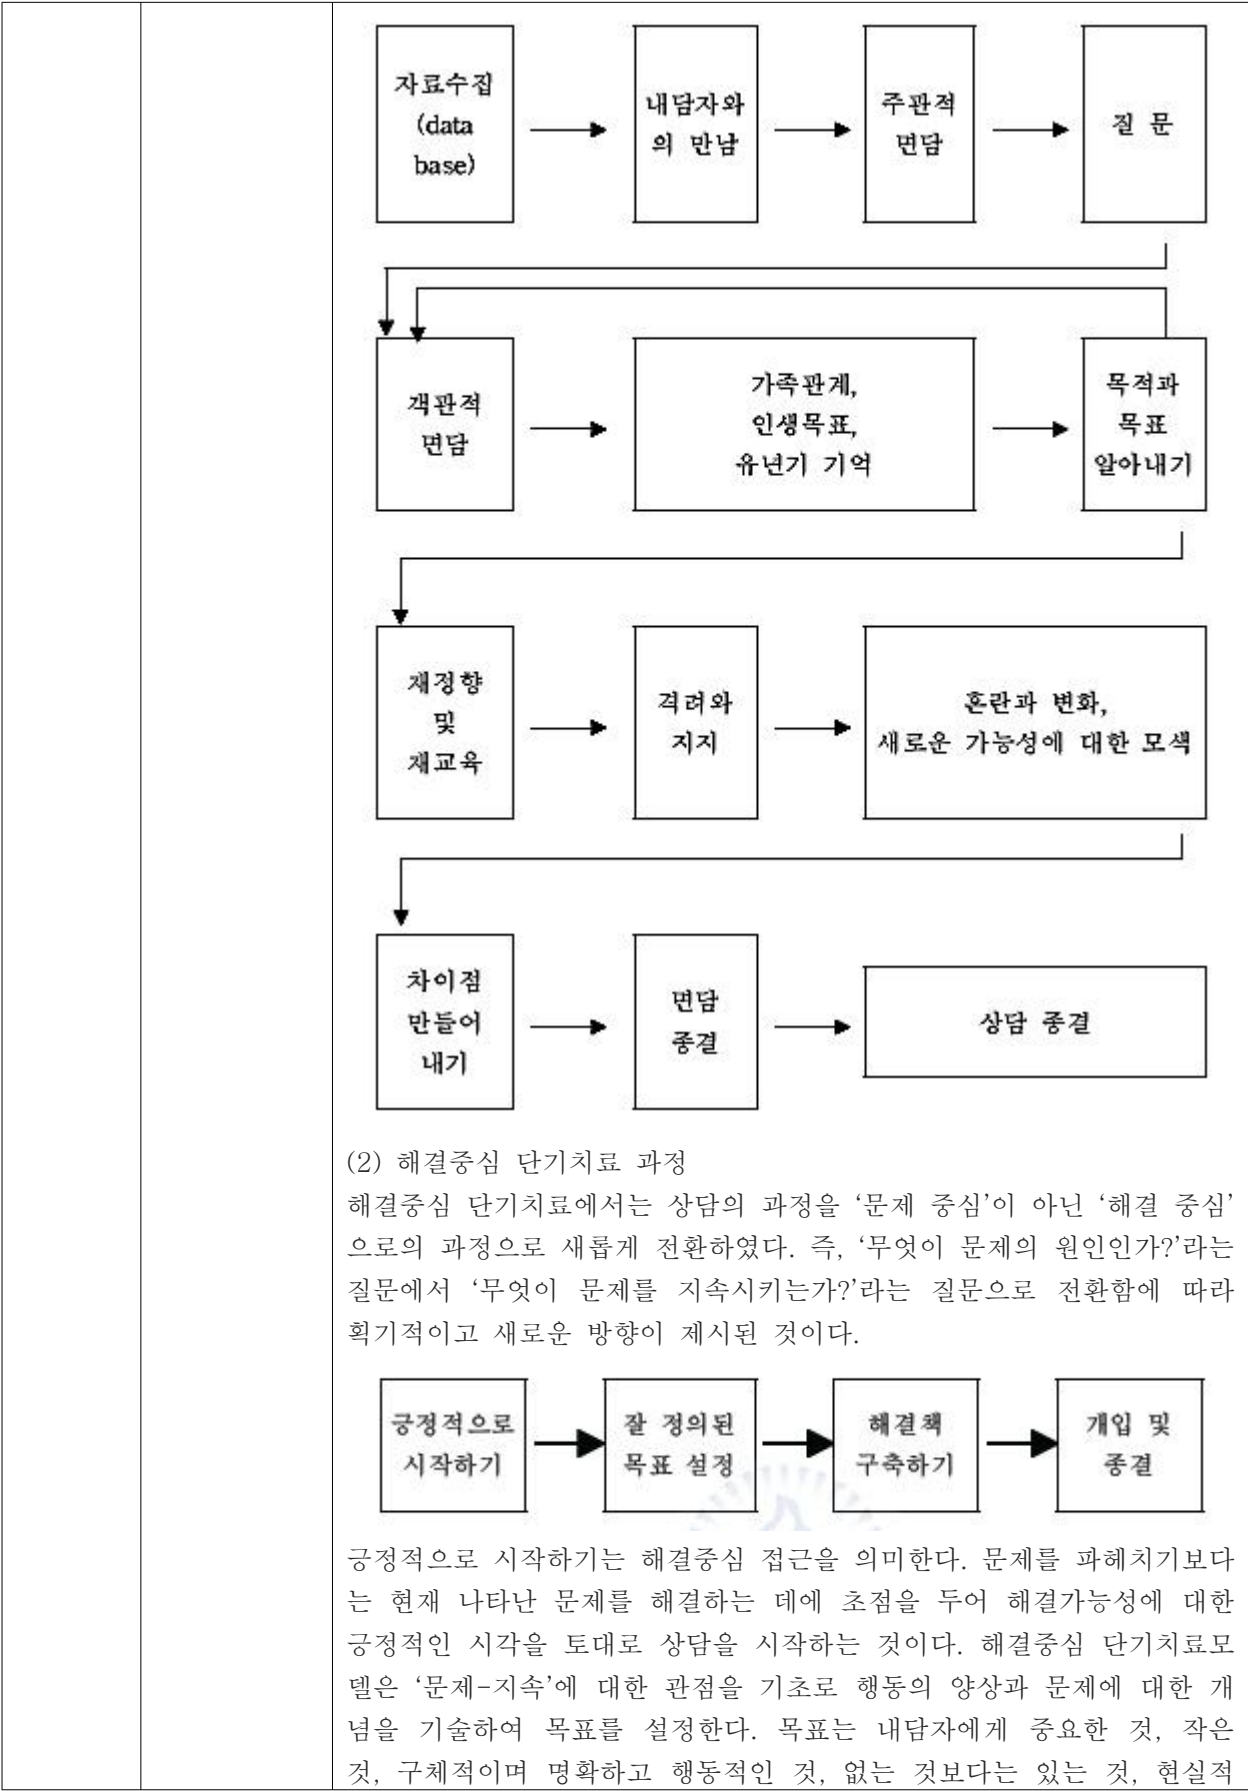 자료수집
(data
base)
내담자와
의 만남
주관적
면담
질 문
객관적
면담
가족관계,
인생목표,
유년기 기억
목적과
목표
알아내기
재정향
및
재교육
격려와
지지
혼란과 변화,
새로운 가능성에 대한 모색
차이점
만들어
내기
면담
종결
상담 종결
(2) 해결중심 단기치료 과정
해결중심 단기치료에서는 상담의 과정을 ‘문제 중심’이 아닌 ‘해결 중심’
으로의 과정으로 새롭게 전환하였다. 즉, ‘무엇이 문제의 원인인가?’라는
질문에서 ‘무엇이 문제를 지속시키는가?’라는 질문으로 전환함에 따라
획기적이고 새로운 방향이 제시된 것이다.
긍정적으로
시작하기
잘 정의된
목표 설정
해결책
구축하기
개입 및
종결
긍정적으로 시작하기는 해결중심 접근을 의미한다. 문제를 파헤치기보다
는 현재 나타난 문제를 해결하는 데에 초점을 두어 해결가능성에 대한
긍정적인 시각을 토대로 상담을 시작하는 것이다. 해결중심 단기치료모
델은 ‘문제-지속’에 대한 관점을 기초로 행동의 양상과 문제에 대한 개
념을 기술하여 목표를 설정한다. 목표는 내담자에게 중요한 것, 작은
것, 구체적이며 명확하고 행동적인 것, 없는 것보다는 있는 것, 현실적